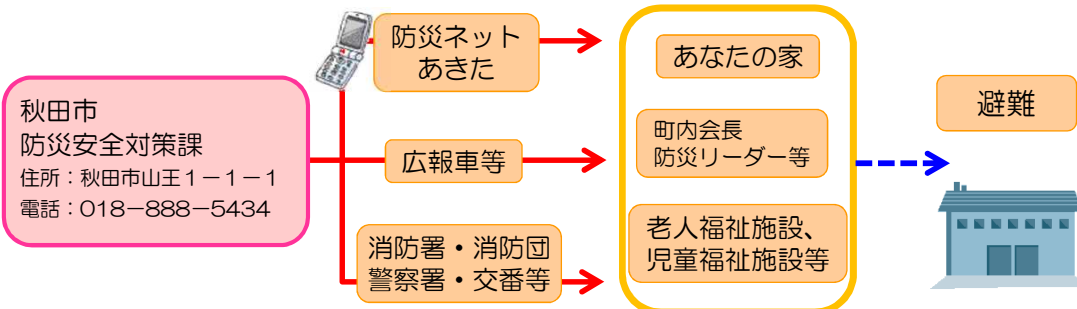 秋田市
防災安全対策課
住所：秋田市山王１－１－１
電話：018－888－5434
防災ネット
あきた
広報車等
消防署・消防団
警察署・交番等
あなたの家
町内会長
防災リーダー等
老人福祉施設、
児童福祉施設等
避難